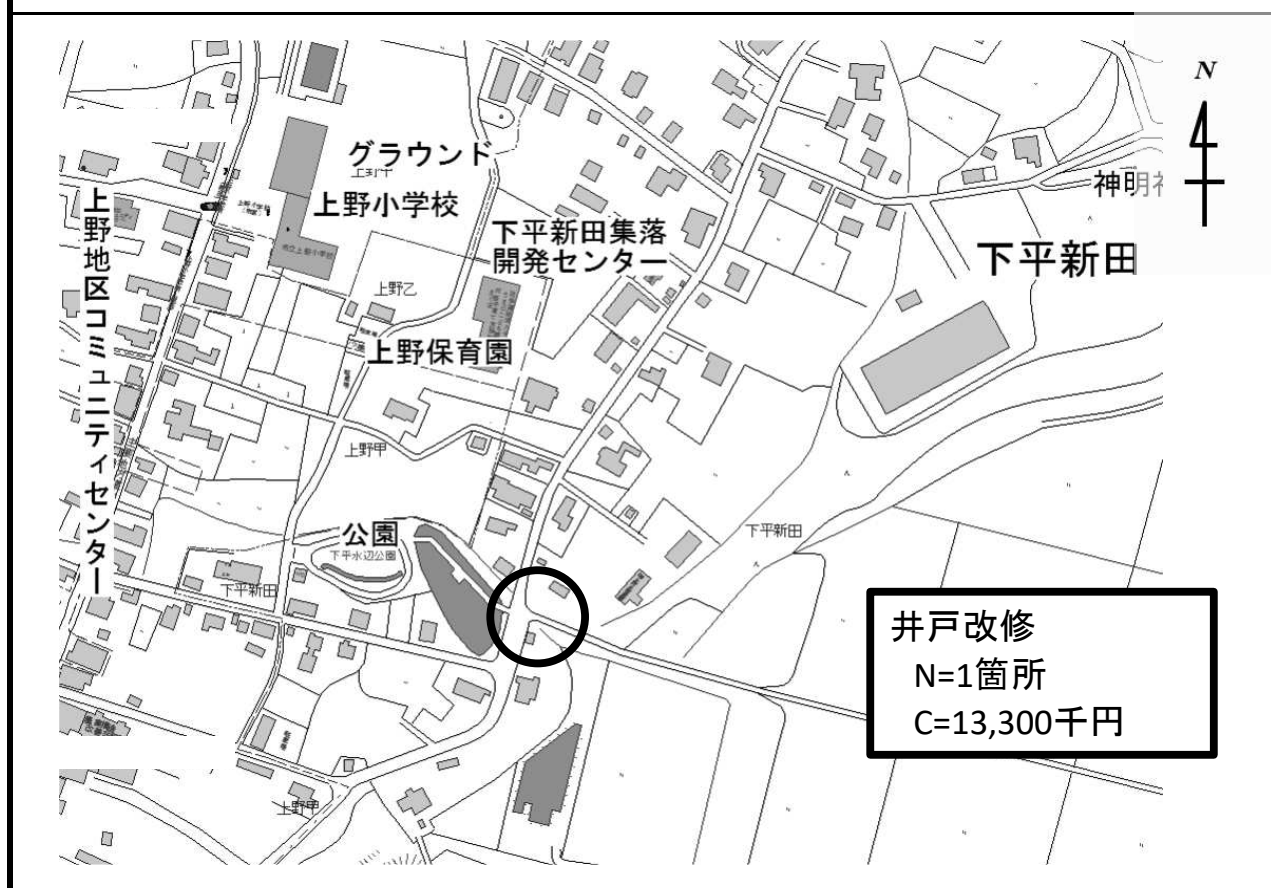 N
グラウンド
上野小学校
神明
下平新田集落
開発センター
下平新田
上野地区コミュニティセンター
上野乙
上野保育園
上野甲
公園
下平水辺公園
下平新田
下平新田
井戸改修
N=1箇所
C=13,300千円
上野甲